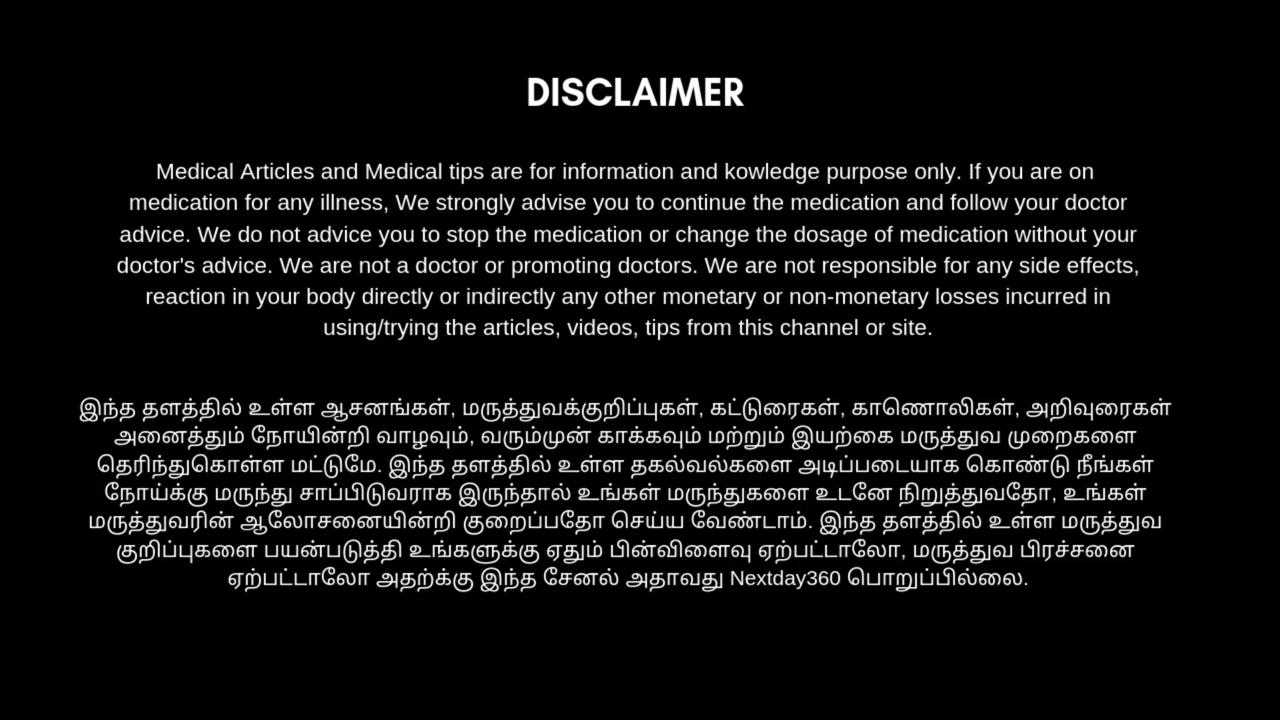 DISCLAIMER
Medical Articles and Medical tips are for information and kowledge purpose only. If you are on
medication for any illness, We strongly advise you to continue the medication and follow your doctor
advice. We do not advice you to stop the medication or change the dosage of medication without your
doctor's advice. We are not a doctor or promoting doctors. We are not responsible for any side effects,
reaction in your body directly or indirectly any other monetary or non-monetary losses incurred in
using/trying the articles, videos, tips from this channel or site.
இந்த தளத்தில் உள்ள ஆசனங்கள், மருத்துவக்குறிப்புகள், கட்டுரைகள், காணொலிகள், அறிவுரைகள்
அனைத்தும் நோயின்றி வாழவும், வரும்முன் காக்கவும் மற்றும் இயற்கை மருத்துவ முறைகளை
தெரிந்துகொள்ள மட்டுமே. இந்த தளத்தில் உள்ள தகல்வல்களை அடிப்படையாக கொண்டு நீங்கள்
நோய்க்கு மருந்து சாப்பிடுவராக இருந்தால் உங்கள் மருந்துகளை உடனே நிறுத்துவதோ, உங்கள்
மருத்துவரின் ஆலோசனையின்றி குறைப்பதோ செய்ய வேண்டாம். இந்த தளத்தில் உள்ள மருத்துவ
குறிப்புகளை பயன்படுத்தி உங்களுக்கு ஏதும் பின்விளைவு ஏற்பட்டாலோ, மருத்துவ பிரச்சனை
ஏற்பட்டாலோ அதற்க்கு இந்த சேனல் அதாவது Nextday360 பொறுப்பில்லை.